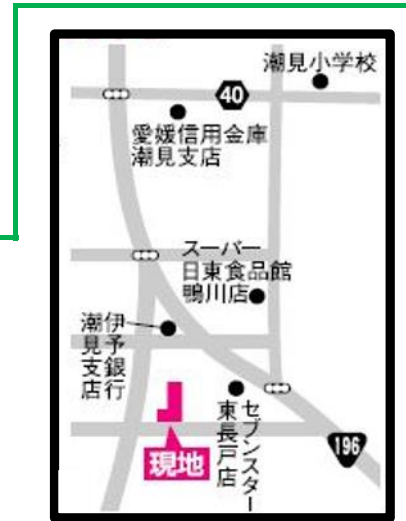 潮見小学校
40
愛媛信用金庫
潮見支店
スーパー
日東食品館
鴨川店
伊予銀行
潮見支店
セブンスター
東長戸店
現地
196